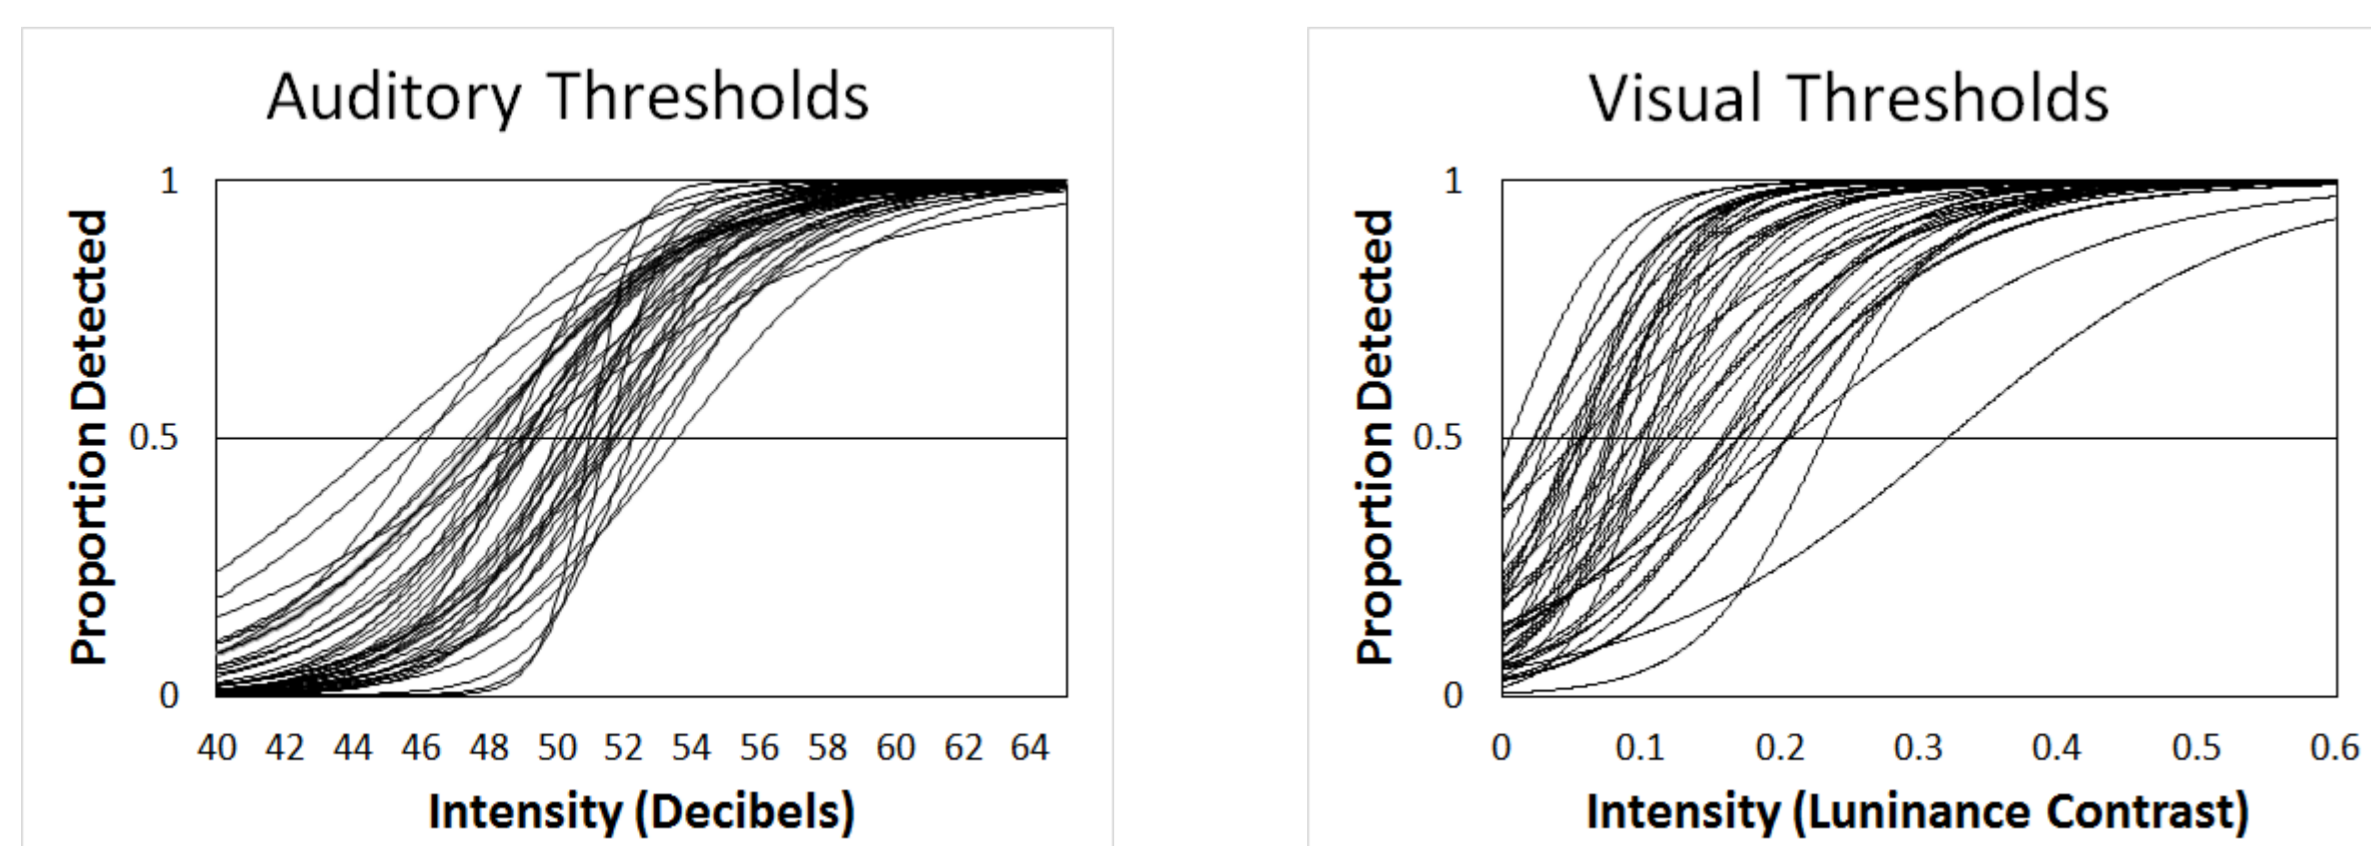 Auditory Thresholds
Proportion Detected
1
0.5
0
40 42 44 46 48 50 52 54 56 58 60 62 64
Intensity (Decibels)
Visual Thresholds
Proportion Detected
1
0.5
0
0 0.1 0.2 0.3 0.4 0.5 0.6
Intensity (Luninance Contrast)